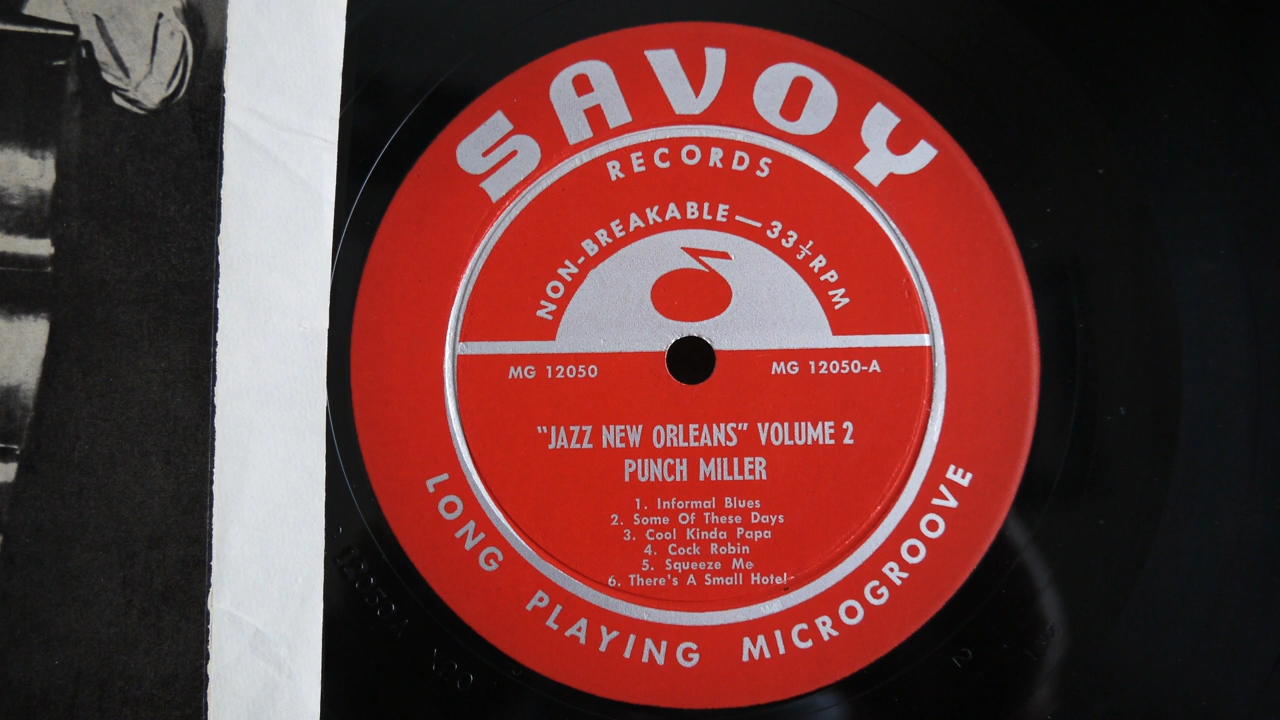 SAVOY
RECORDS
NON-BREAKABLE—33⅓RPM
MG 12050
MG 12050-A
"JAZZ NEW ORLEANS" VOLUME 2
PUNCH MILLER
1. Informal Blues
2. Some Of These Days
3. Cool Kinda Papa
4. Cock Robin
5. Squeeze Me
6. There's A Small Hotel
LONG PLAYING MICROGROOVE